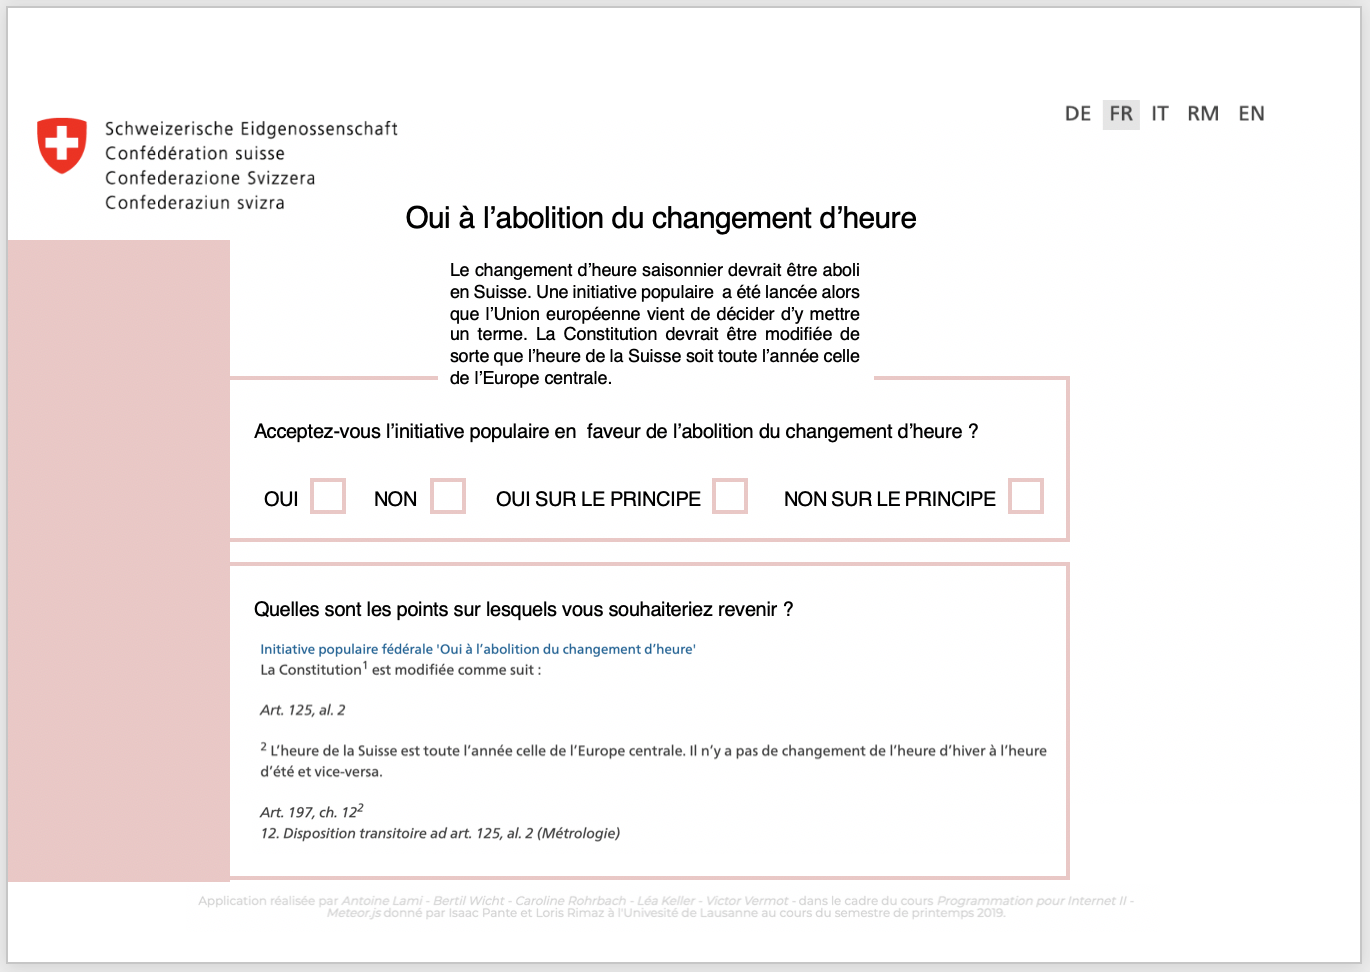 DE FR IT RM EN
Schweizerische Eidgenossenschaft
Confédération suisse
Confederazione Svizzera
Confederaziun svizra
Oui à l’abolition du changement d’heure
Le changement d’heure saisonnier devrait être aboli
en Suisse. Une initiative populaire  a été lancée alors
que l’Union européenne vient de décider d’y mettre
un terme. La Constitution devrait être modifiée de
sorte que l’heure de la Suisse soit toute l’année celle
de l’Europe centrale.
Acceptez-vous l’initiative populaire en  faveur de l’abolition du changement d’heure ?
OUI NON OUI SUR LE PRINCIPE NON SUR LE PRINCIPE
Quelles sont les points sur lesquels vous souhaiteriez revenir ?
Initiative populaire fédérale 'Oui à l’abolition du changement d’heure'
La Constitution¹ est modifiée comme suit :
Art. 125, al. 2
² L’heure de la Suisse est toute l’année celle de l’Europe centrale. Il n’y a pas de changement de l’heure d’hiver à l’heure
d’été et vice-versa.
Art. 197, ch. 12²
12. Disposition transitoire ad art. 125, al. 2 (Métrologie)
Application réalisée par Antoine Lami - Bertil Wicht - Caroline Rohrbach - Léa Keller - Victor Vermot - dans le cadre du cours Programmation pour Internet II -
Meteor.js donné par Isaac Pante et Loris Rimaz à l'Univesité de Lausanne au cours du semestre de printemps 2019.